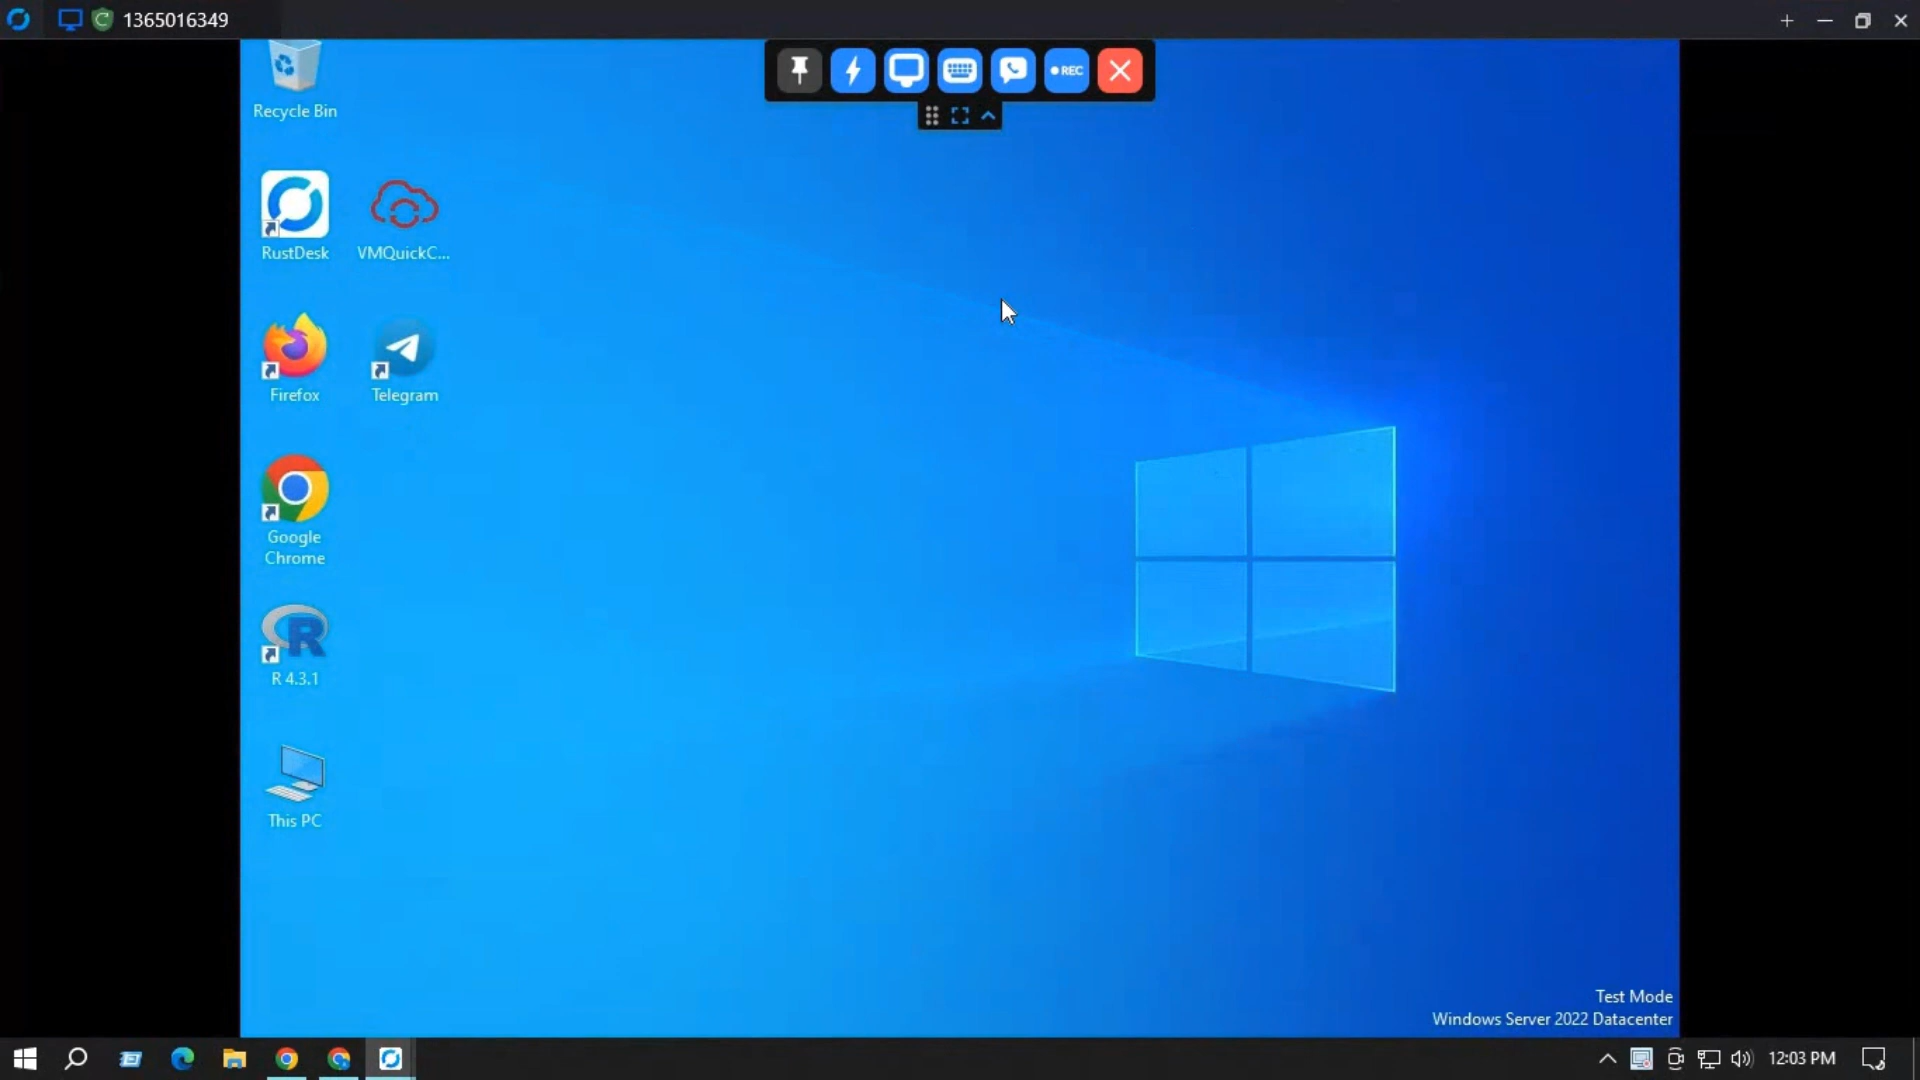 1365016349
REC
Recycle Bin
RustDesk
VMQuickC...
Firefox
Telegram
Google
Chrome
R 4.3.1
This PC
Test Mode
Windows Server 2022 Datacenter
12:03 PM